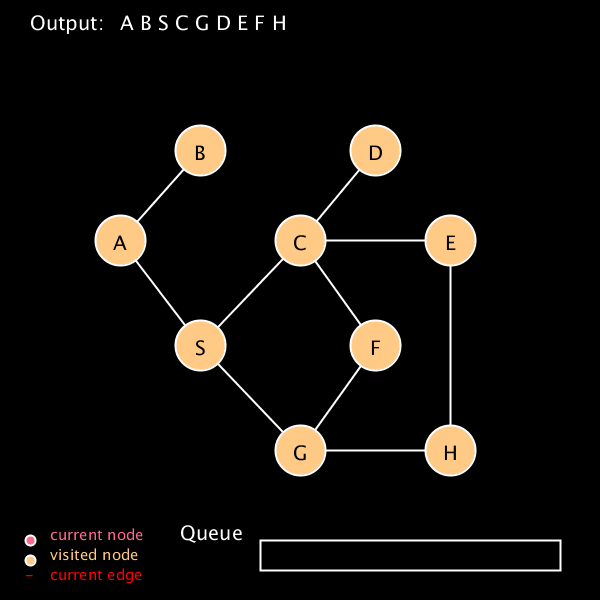 Output: A B S C G D E F H
B D
A C E
S F
G H
current node
Queue
visited node
current edge